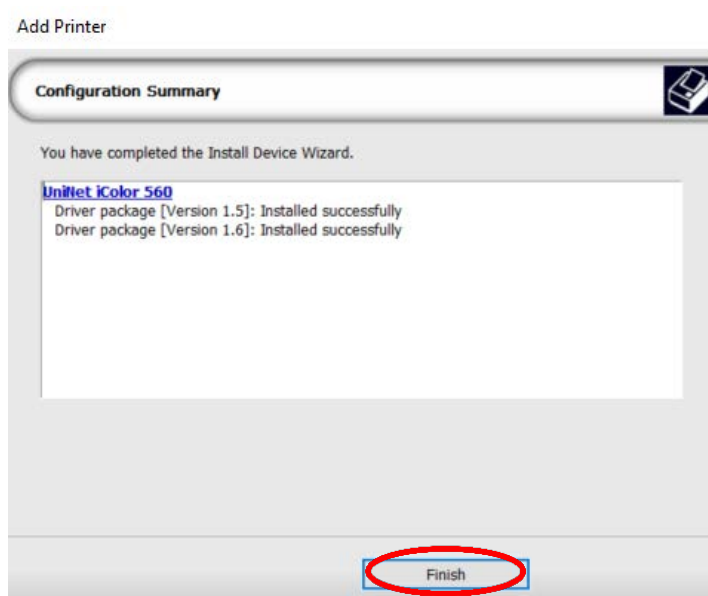 Add Printer
Configuration Summary
You have completed the Install Device Wizard.
UniNet iColor 560
Driver package [Version 1.5]: Installed successfully
Driver package [Version 1.6]: Installed successfully
Finish